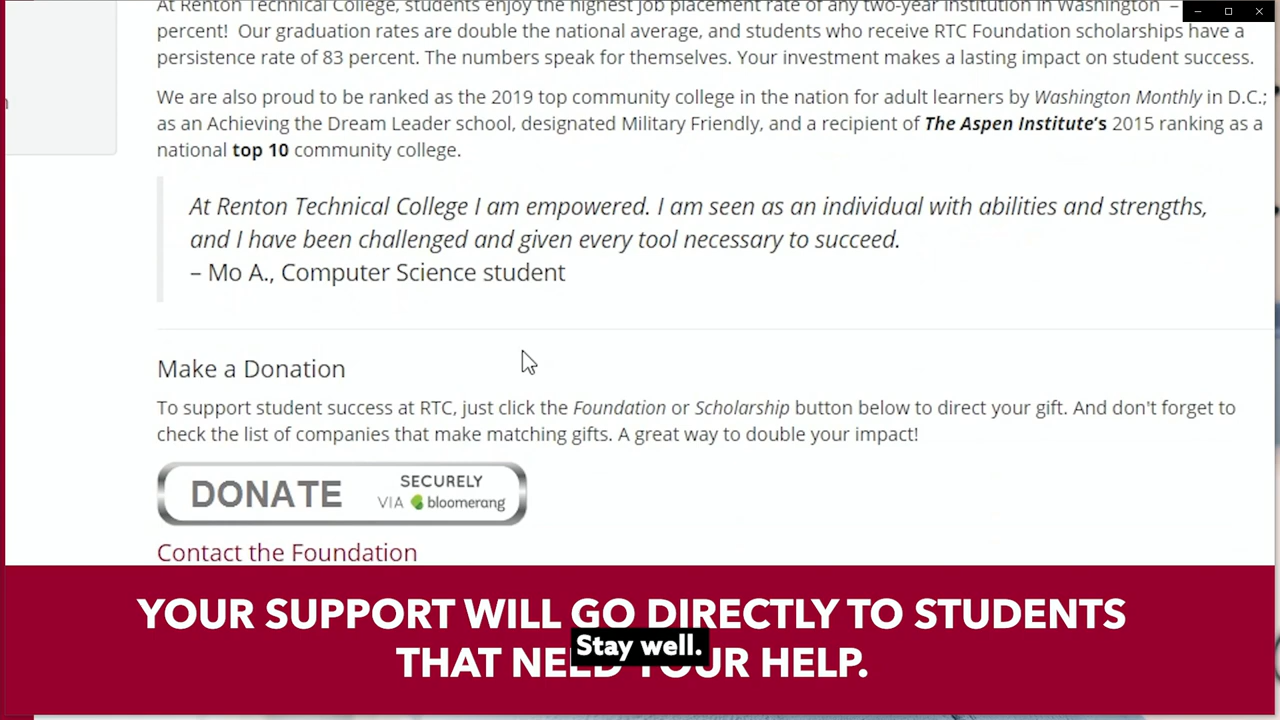 At Renton Technical College, students enjoy the highest job placement rate of any two-year institution in Washington –
percent! Our graduation rates are double the national average, and students who receive RTC Foundation scholarships have a
persistence rate of 83 percent. The numbers speak for themselves. Your investment makes a lasting impact on student success.
We are also proud to be ranked as the 2019 top community college in the nation for adult learners by Washington Monthly in D.C.;
as an Achieving the Dream Leader school, designated Military Friendly, and a recipient of The Aspen Institute's 2015 ranking as a
national top 10 community college.
At Renton Technical College I am empowered. I am seen as an individual with abilities and strengths,
and I have been challenged and given every tool necessary to succeed.
– Mo A., Computer Science student
Make a Donation
To support student success at RTC, just click the Foundation or Scholarship button below to direct your gift. And don't forget to
check the list of companies that make matching gifts. A great way to double your impact!
DONATE SECURELY
VIA bloomerang
Contact the Foundation
YOUR SUPPORT WILL GO DIRECTLY TO STUDENTS
Stay well.
THAT NEED YOUR HELP.